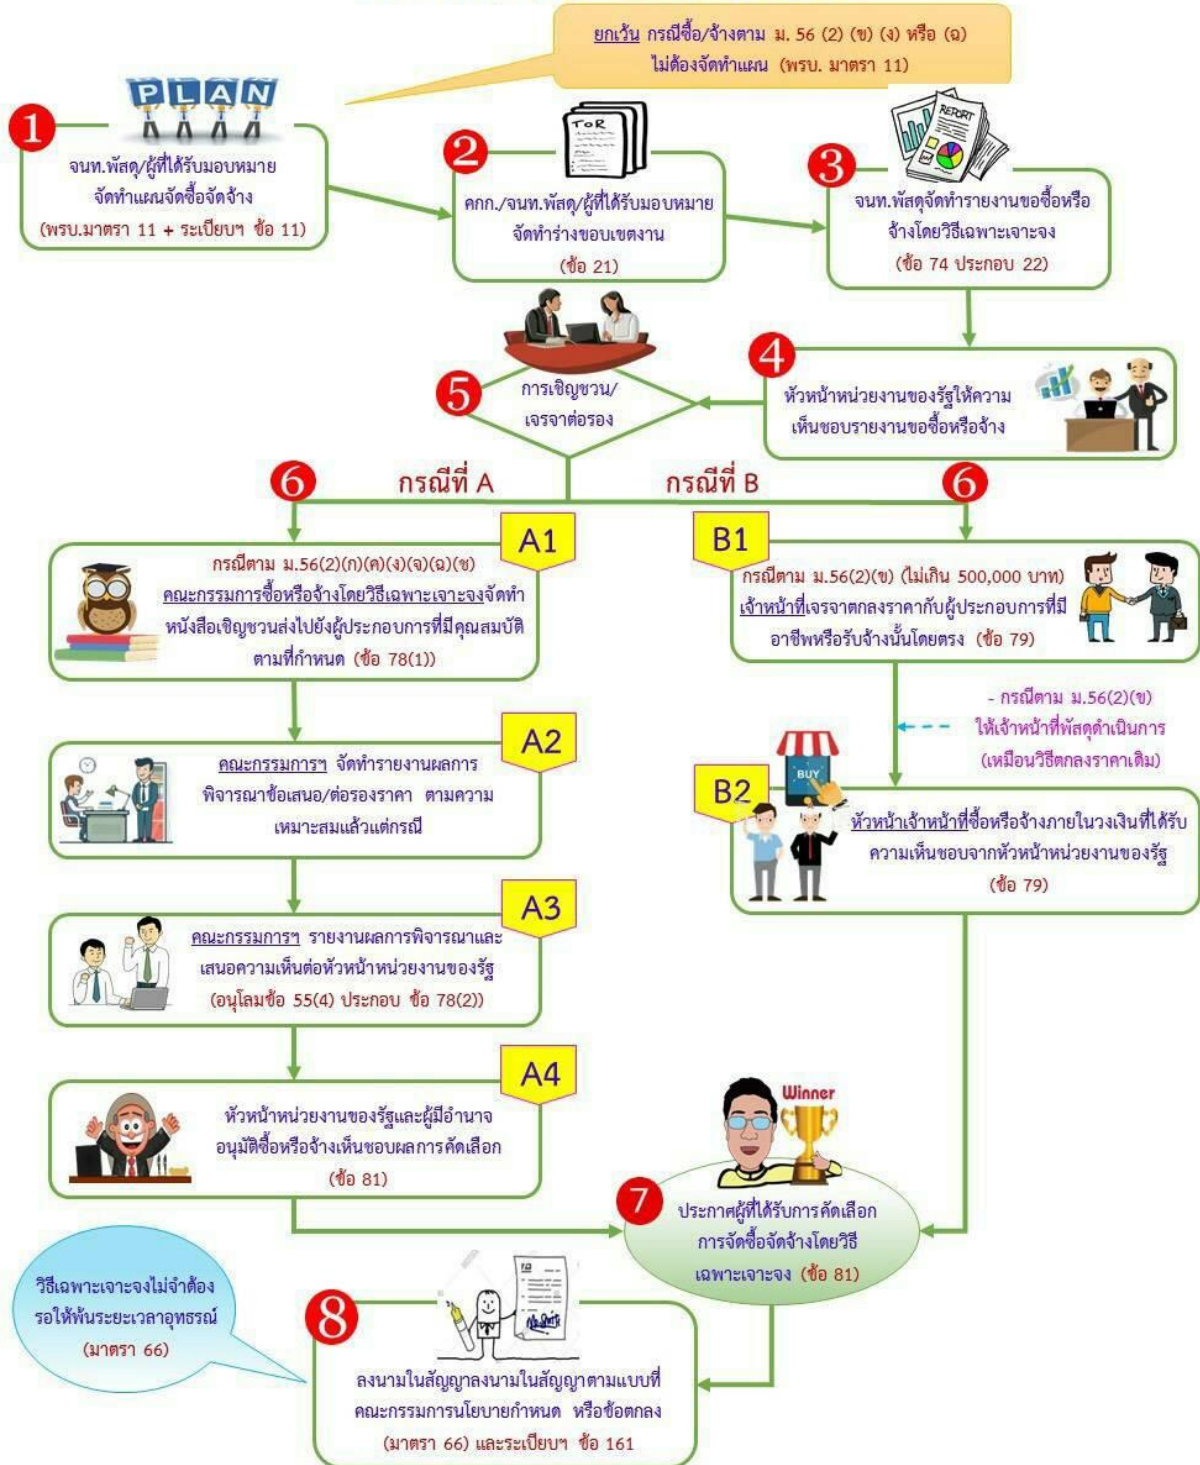 ยกเว้น กรณีซื้อ/จ้างตาม ม. 56 (2) (ข) (ง) หรือ (ฉ)
ไม่ต้องจัดทำแผน (พรบ. มาตรา 11)
PLAN
1
จนท.พัสดุ/ผู้ที่ได้รับมอบหมาย
จัดทำแผนจัดซื้อจัดจ้าง
(พรบ.มาตรา 11 + ระเบียบฯ ข้อ 11)
TOR
2
คกก./จนท.พัสดุ/ผู้ที่ได้รับมอบหมาย
จัดทำร่างขอบเขตงาน
(ข้อ 21)
REPORT
3
จนท.พัสดุจัดทำรายงานขอซื้อหรือ
จ้างโดยวิธีเฉพาะเจาะจง
(ข้อ 74 ประกอบ 22)
4
หัวหน้าหน่วยงานของรัฐให้ความ
เห็นชอบรายงานขอซื้อหรือจ้าง
5
การเชิญชวน/
เจรจาต่อรอง
6
กรณีที่ A
กรณีที่ B
6
A1
กรณีตาม ม.56(2)(ก)(ค)(ง)(จ)(ฉ)(ช)
คณะกรรมการซื้อหรือจ้างโดยวิธีเฉพาะเจาะจงจัดทำ
หนังสือเชิญชวนส่งไปยังผู้ประกอบการที่มีคุณสมบัติ
ตามที่กำหนด (ข้อ 78(1))
B1
กรณีตาม ม.56(2)(ข) (ไม่เกิน 500,000 บาท)
เจ้าหน้าที่เจรจาตกลงราคากับผู้ประกอบการที่มี
อาชีพหรือรับจ้างนั้นโดยตรง (ข้อ 79)
- กรณีตาม ม.56(2)(ข)
ให้เจ้าหน้าที่พัสดุดำเนินการ
(เหมือนวิธีตกลงราคาเดิม)
A2
คณะกรรมการฯ จัดทำรายงานผลการ
พิจารณาข้อเสนอ/ต่อรองราคา ตามความ
เหมาะสมแล้วแต่กรณี
BUY
B2
หัวหน้าเจ้าหน้าที่ซื้อหรือจ้างภายในวงเงินที่ได้รับ
ความเห็นชอบจากหัวหน้าหน่วยงานของรัฐ
(ข้อ 79)
A3
คณะกรรมการฯ รายงานผลการพิจารณาและ
เสนอความเห็นต่อหัวหน้าหน่วยงานของรัฐ
(อนุโลมข้อ 55(4) ประกอบ ข้อ 78(2))
A4
หัวหน้าหน่วยงานของรัฐและผู้มีอำนาจ
อนุมัติซื้อหรือจ้างเห็นชอบผลการคัดเลือก
(ข้อ 81)
Winner
7
ประกาศผู้ที่ได้รับการคัดเลือก
การจัดซื้อจัดจ้างโดยวิธี
เฉพาะเจาะจง (ข้อ 81)
วิธีเฉพาะเจาะจงไม่จำต้อง
รอให้พ้นระยะเวลาอุทธรณ์
(มาตรา 66)
8
ลงนามในสัญญาลงนามในสัญญาตามแบบที่
คณะกรรมการนโยบายกำหนด หรือข้อตกลง
(มาตรา 66) และระเบียบฯ ข้อ 161